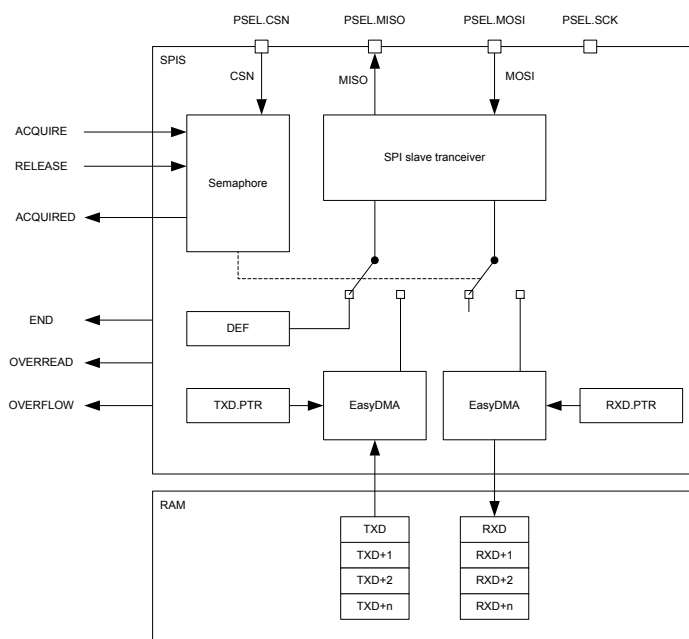 PSEL.CSN PSEL.MISO PSEL.MOSI PSEL.SCK
SPIS
CSN MISO MOSI
ACQUIRE
RELEASE
ACQUIRED
Semaphore
SPI slave tranceiver
END
OVERREAD
OVERFLOW
DEF
TXD.PTR EasyDMA EasyDMA RXD.PTR
RAM
TXD RXD
TXD+1 RXD+1
TXD+2 RXD+2
TXD+n RXD+n